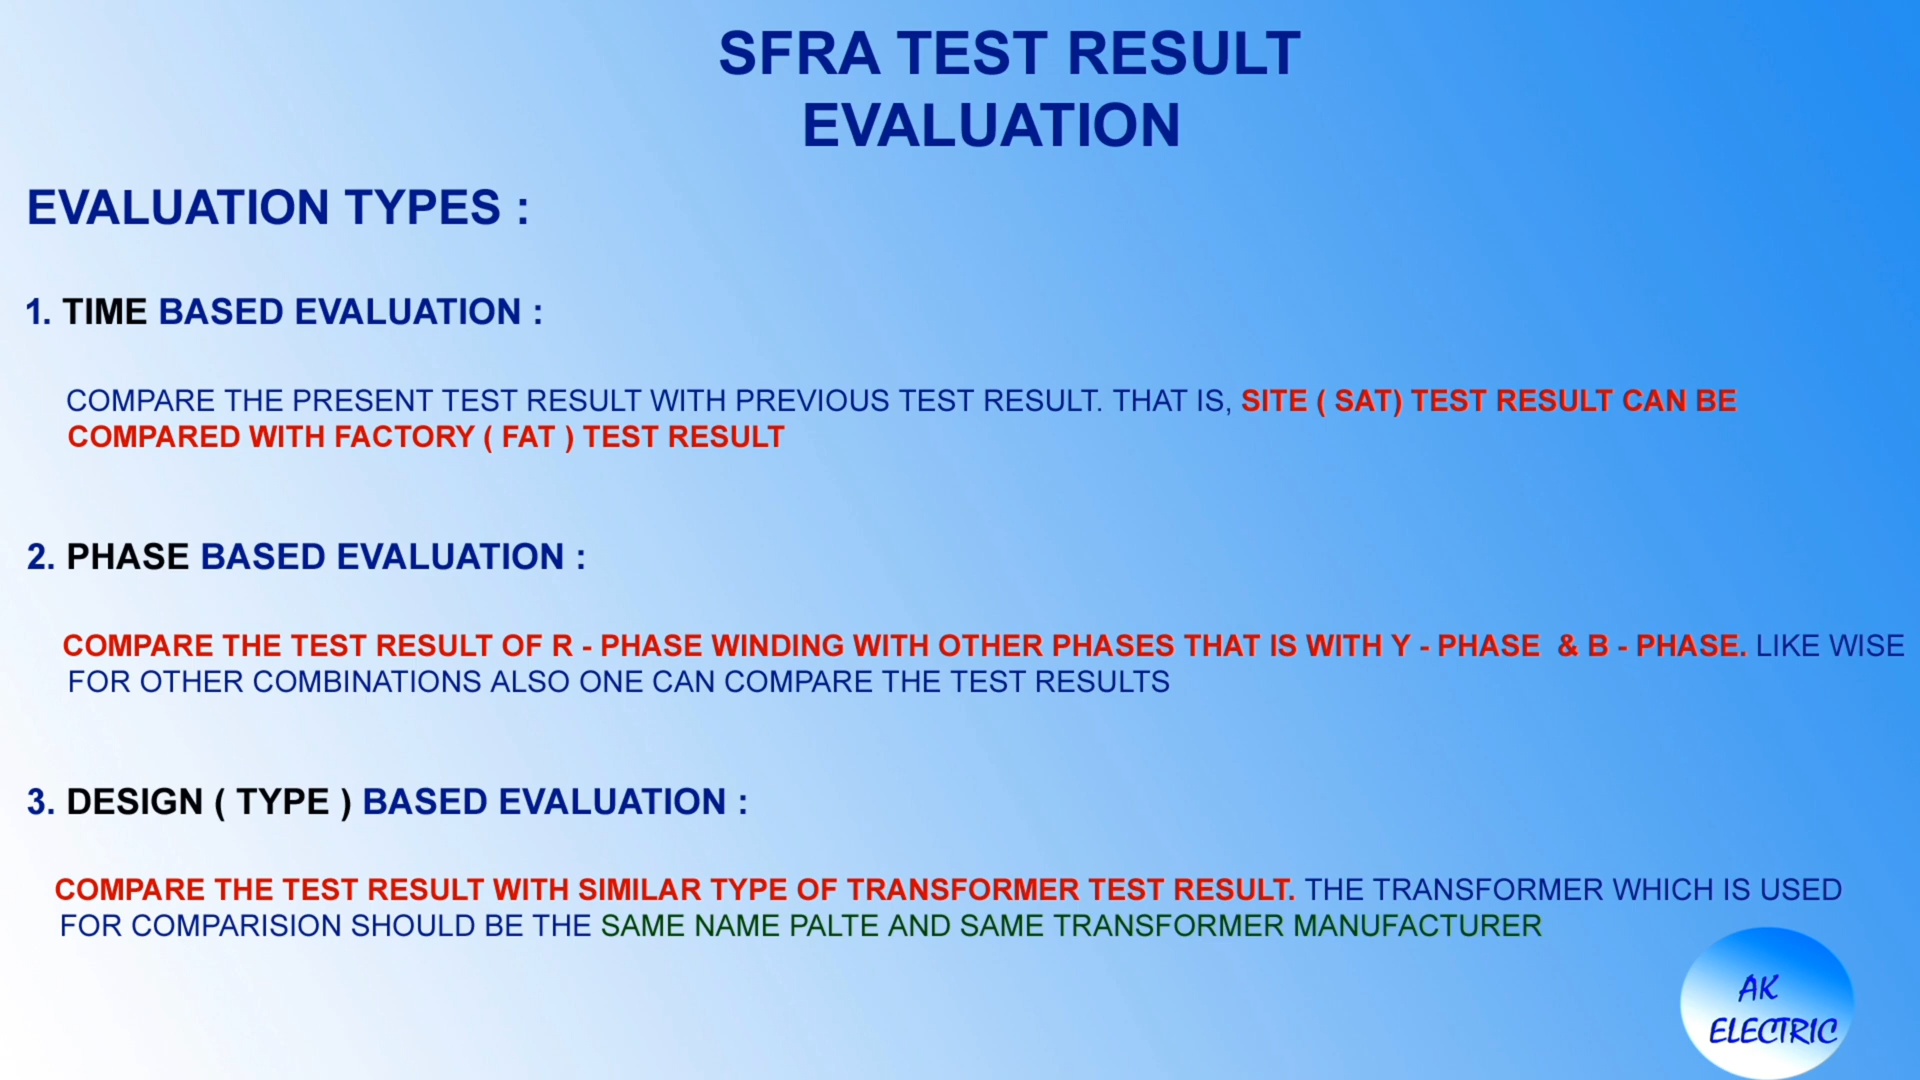 SFRA TEST RESULT
EVALUATION
EVALUATION TYPES :
1. TIME BASED EVALUATION :
COMPARE THE PRESENT TEST RESULT WITH PREVIOUS TEST RESULT. THAT IS, SITE ( SAT) TEST RESULT CAN BE
COMPARED WITH FACTORY ( FAT ) TEST RESULT
2. PHASE BASED EVALUATION :
COMPARE THE TEST RESULT OF R - PHASE WINDING WITH OTHER PHASES THAT IS WITH Y - PHASE & B - PHASE. LIKE WISE
FOR OTHER COMBINATIONS ALSO ONE CAN COMPARE THE TEST RESULTS
3. DESIGN ( TYPE ) BASED EVALUATION :
COMPARE THE TEST RESULT WITH SIMILAR TYPE OF TRANSFORMER TEST RESULT. THE TRANSFORMER WHICH IS USED
FOR COMPARISION SHOULD BE THE SAME NAME PALTE AND SAME TRANSFORMER MANUFACTURER
AK
ELECTRIC